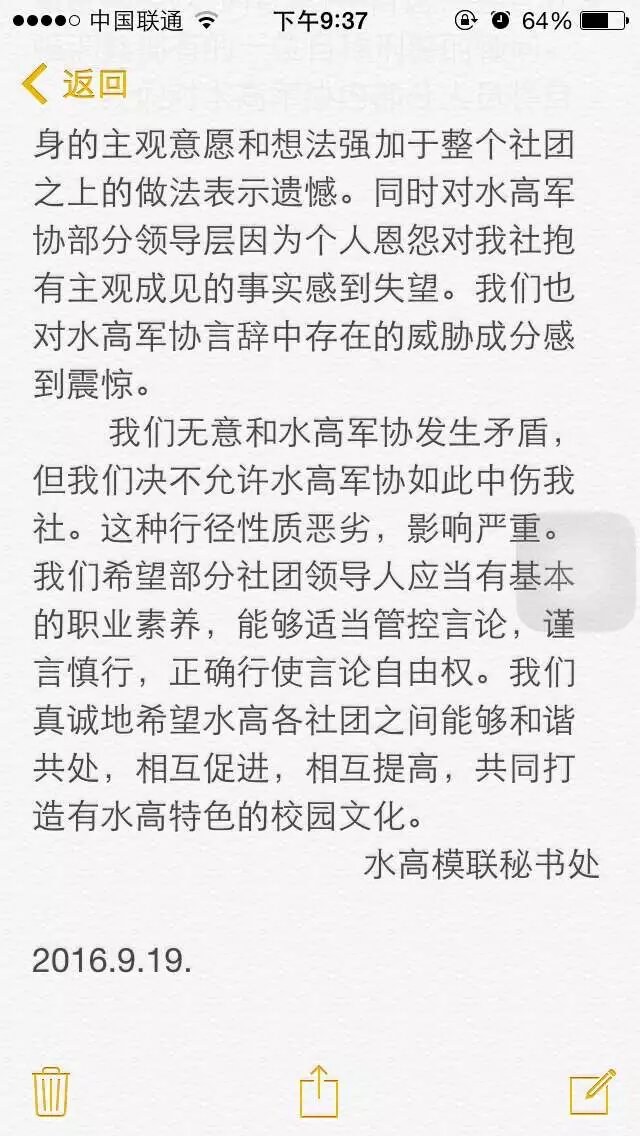 中国联通 下午9:37 64%
返回
身的主观意愿和想法强加于整个社团
之上的做法表示遗憾。同时对水高军
协部分领导层因为个人恩怨对我社抱
有主观成见的事实感到失望。我们也
对水高军协言辞中存在的威胁成分感
到震惊。
我们无意和水高军协发生矛盾，
但我们决不允许水高军协如此中伤我
社。这种行径性质恶劣，影响严重。
我们希望部分社团领导人应当有基本
的职业素养，能够适当管控言论，谨
言慎行，正确行使言论自由权。我们
真诚地希望水高各社团之间能够和谐
共处，相互促进，相互提高，共同打
造有水高特色的校园文化。
水高模联秘书处
2016.9.19.